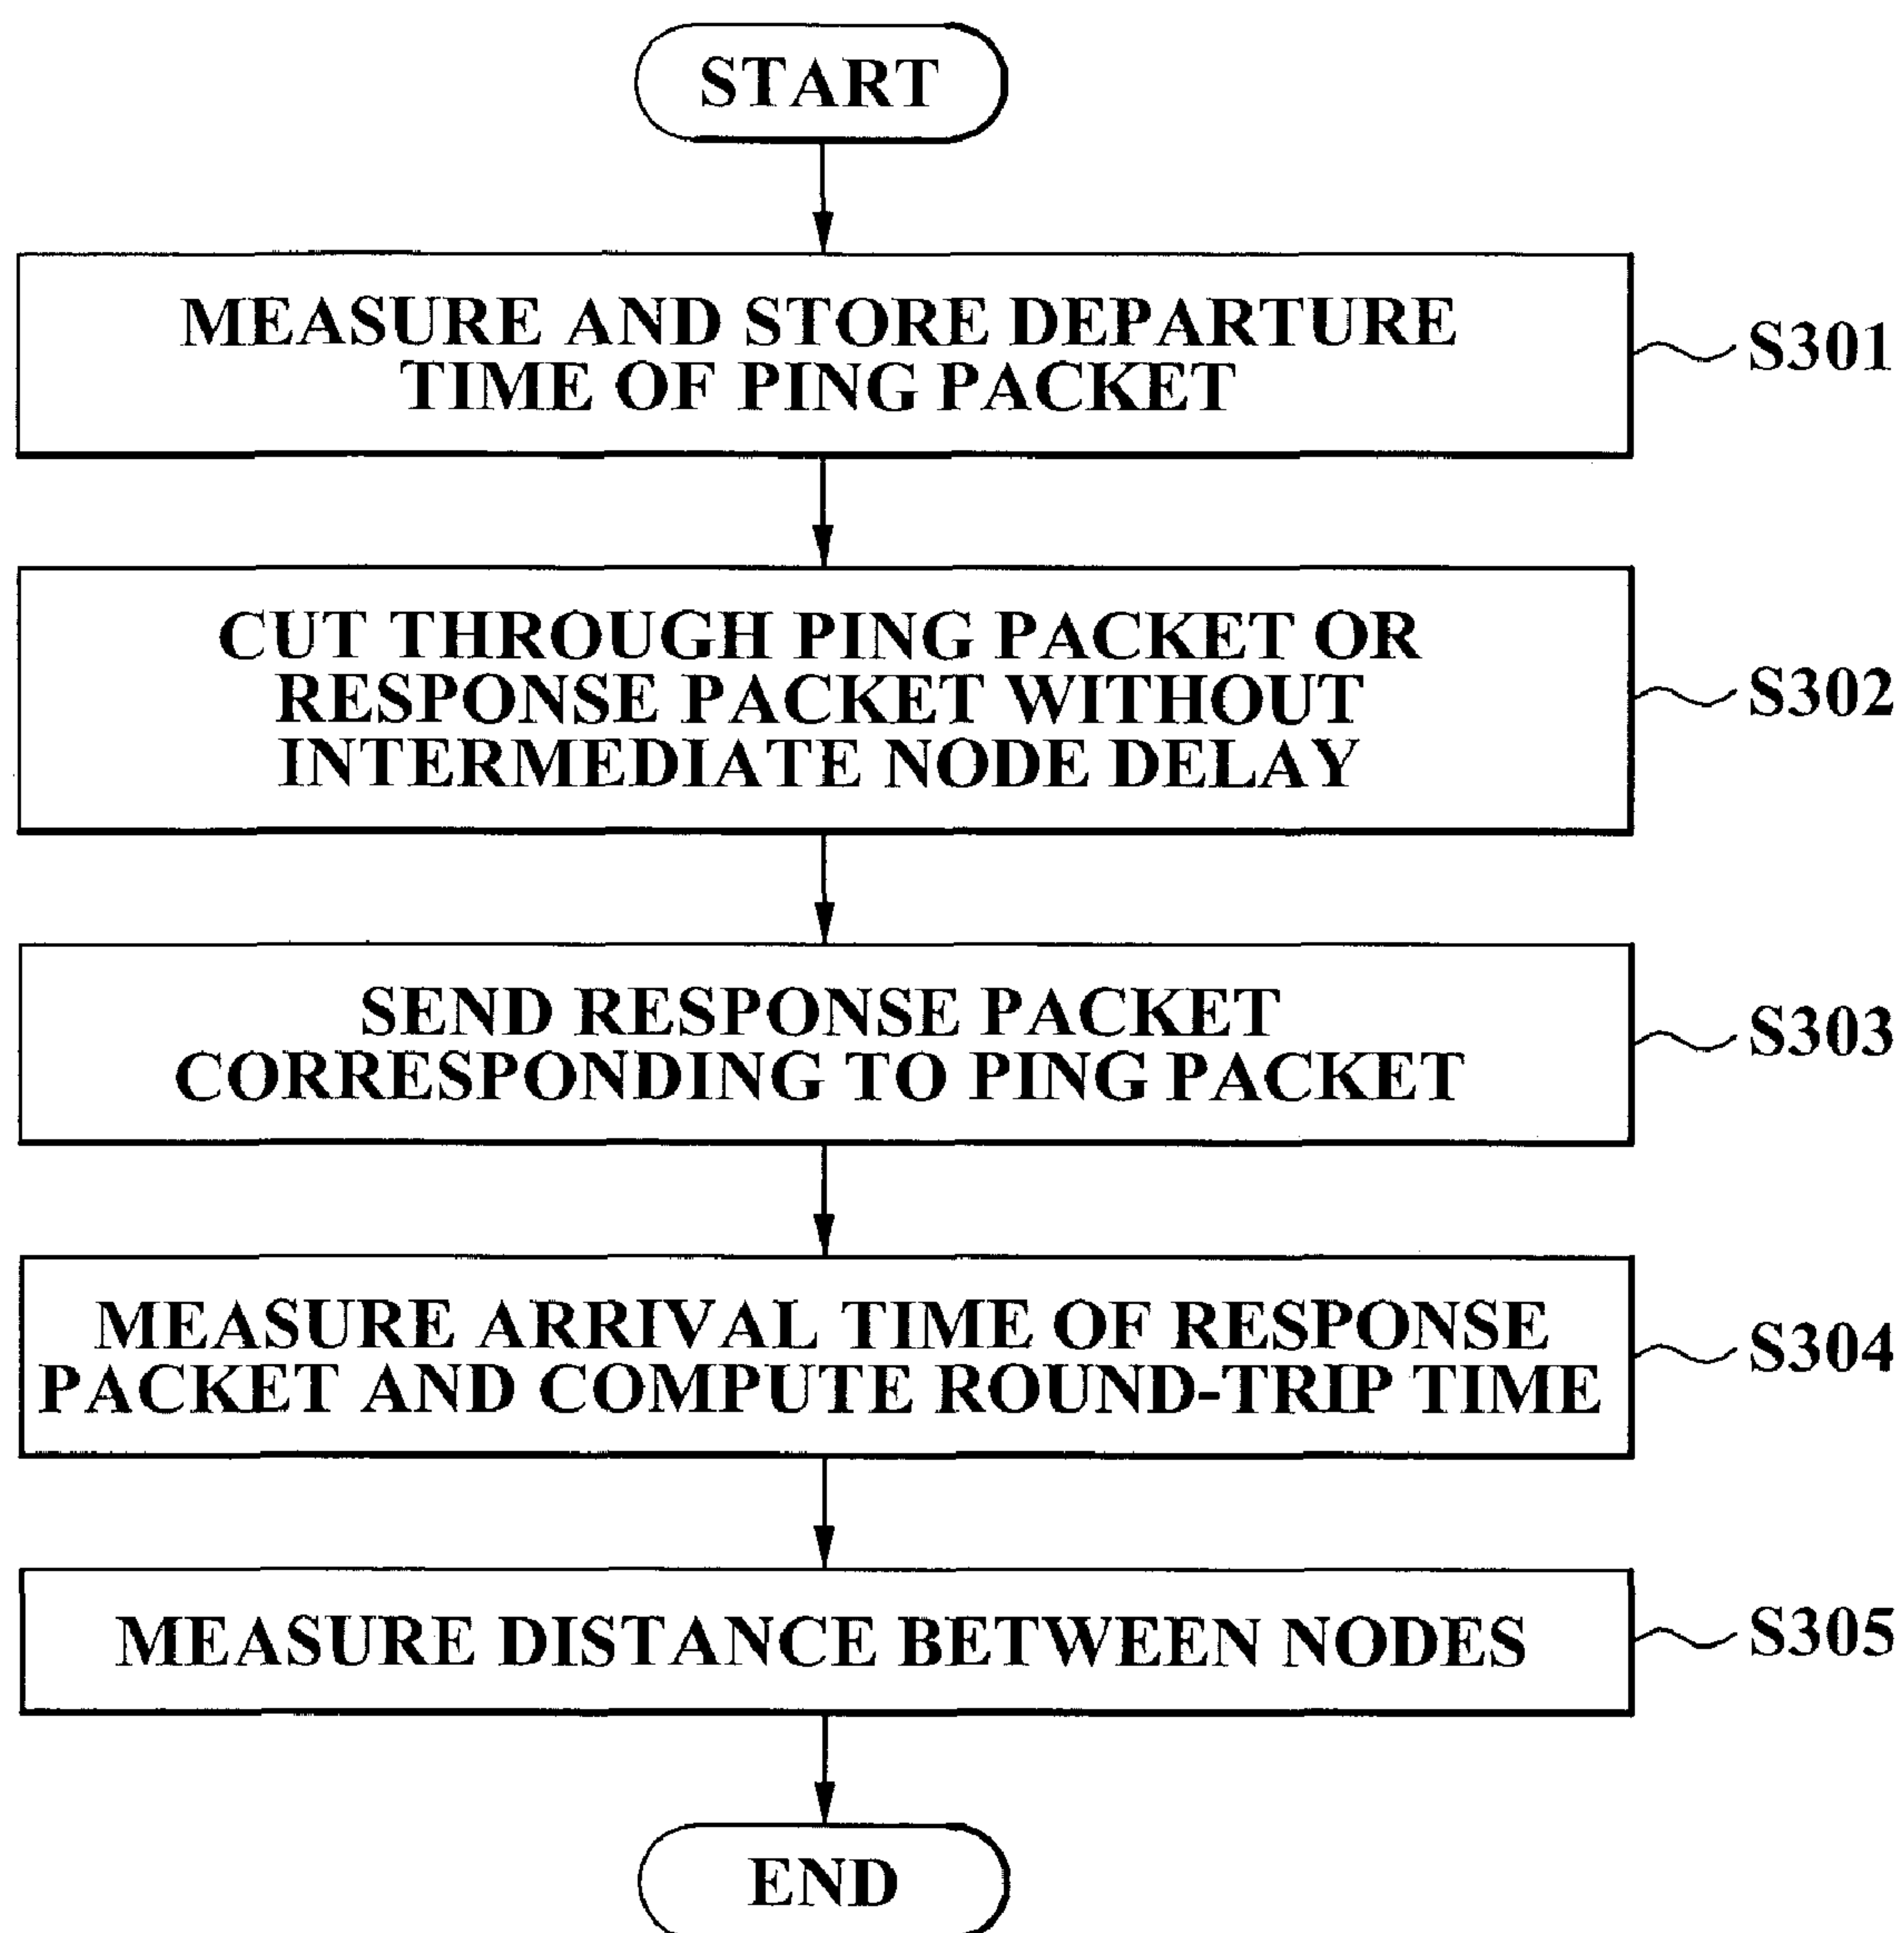 START
MEASURE AND STORE DEPARTURE
TIME OF PING PACKET
S301
CUT THROUGH PING PACKET OR
RESPONSE PACKET WITHOUT
INTERMEDIATE NODE DELAY
S302
SEND RESPONSE PACKET
CORRESPONDING TO PING PACKET
S303
MEASURE ARRIVAL TIME OF RESPONSE
PACKET AND COMPUTE ROUND-TRIP TIME
S304
MEASURE DISTANCE BETWEEN NODES
S305
END